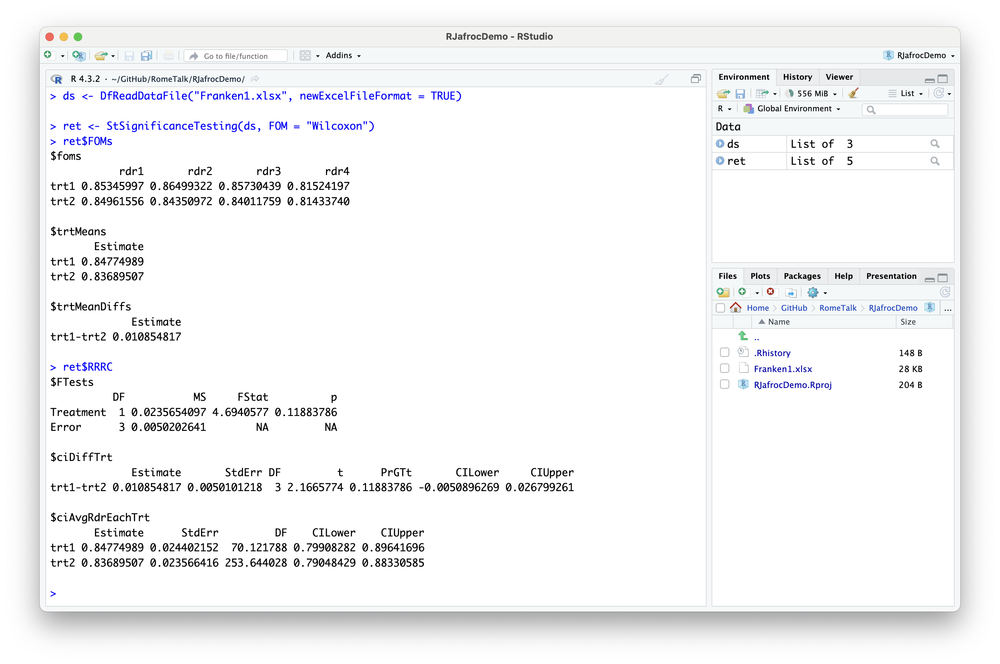 RJafrocDemo - RStudio
Go to file/function
Addins
RJafrocDemo
R 4.3.2 · ~/GitHub/RomeTalk/RJafrocDemo/
> ds <- DfReadDataFile("Franken1.xlsx", newExcelFileFormat = TRUE)
> ret <- StSignificanceTesting(ds, FOM = "Wilcoxon")
> ret$FOMs
$foms
rdr1 rdr2 rdr3 rdr4
trt1 0.85345997 0.86499322 0.85730439 0.81524197
trt2 0.84961556 0.84350972 0.84011759 0.81433740
$trtMeans
Estimate
trt1 0.84774989
trt2 0.83689507
$trtMeanDiffs
Estimate
trt1-trt2 0.010854817
> ret$RRRC
$FTests
DF MS FStat p
Treatment 1 0.0235654097 4.6940577 0.11883786
Error 3 0.0050202641 NA NA
$ciDiffTrt
Estimate StdErr DF t PrGTt CILower CIUpper
trt1-trt2 0.010854817 0.0050101218 3 2.1665774 0.11883786 -0.0050896269 0.026799261
$ciAvgRdrEachTrt
Estimate StdErr DF CILower CIUpper
trt1 0.84774989 0.024402152 70.121788 0.79908282 0.89641696
trt2 0.83689507 0.023566416 253.644028 0.79048429 0.88330585
>
Environment History Viewer
556 MiB List
R Global Environment
Data
ds List of 3
ret List of 5
Files Plots Packages Help Presentation
Home > GitHub > RomeTalk > RJafrocDemo ...
Name Size
..
.Rhistory 148 B
Franken1.xlsx 28 KB
RJafrocDemo.Rproj 204 B